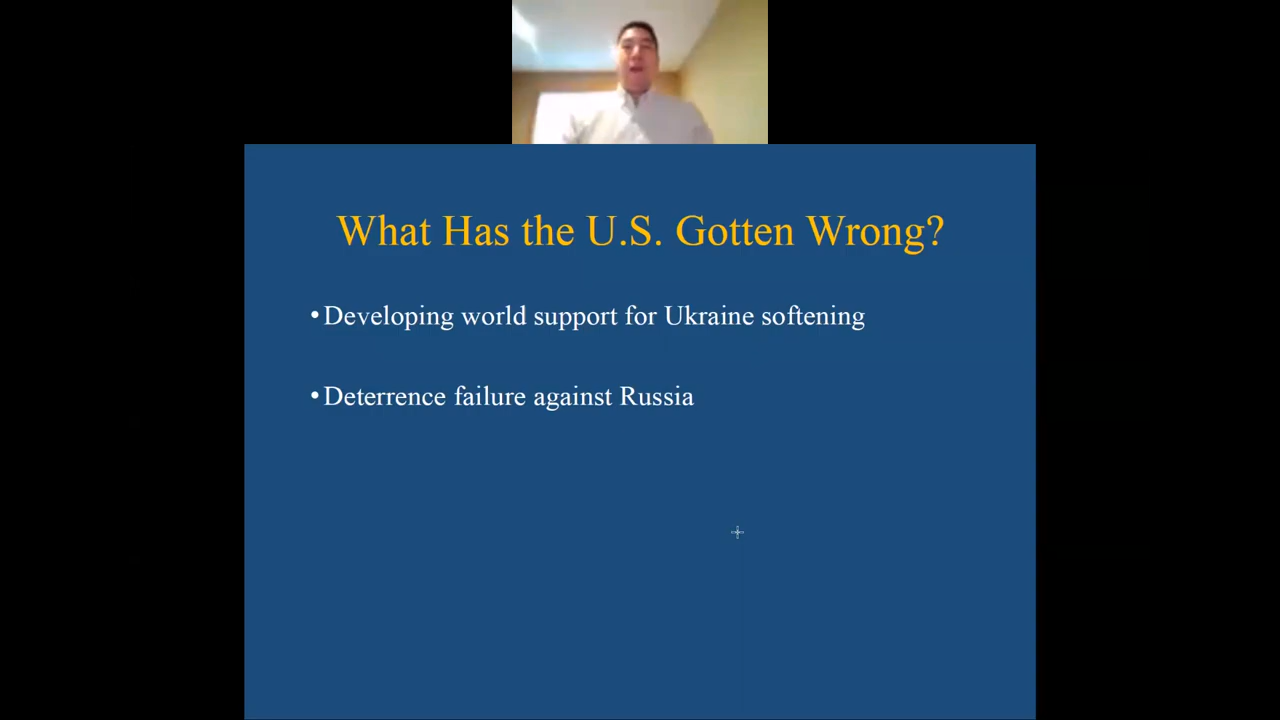 What Has the U.S. Gotten Wrong?
•Developing world support for Ukraine softening
•Deterrence failure against Russia